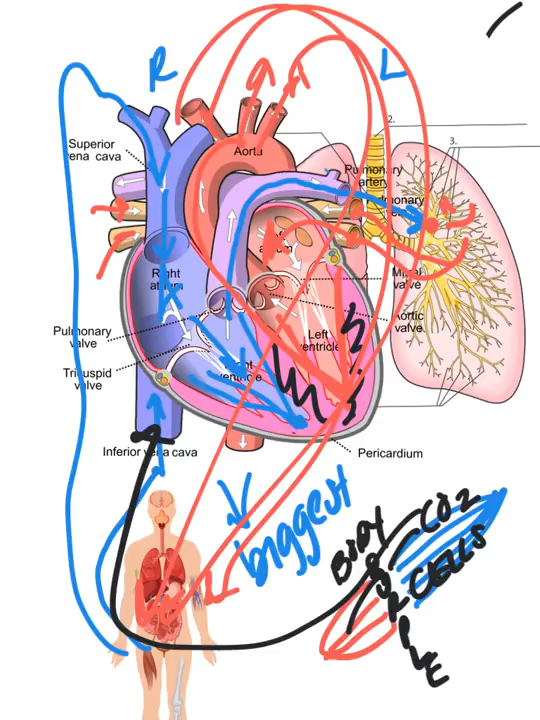 R
L
2.
3.
Superior
vena cava
Aorta
Pulmonary
artery
Right
atrium
Mitral
valve
Aortic
valve
Pulmonary
valve
Left
ventricle
Tricuspid
valve
ventricle
Pericardium
Inferior vena cava
biggest
BODY
CO2
CELLS